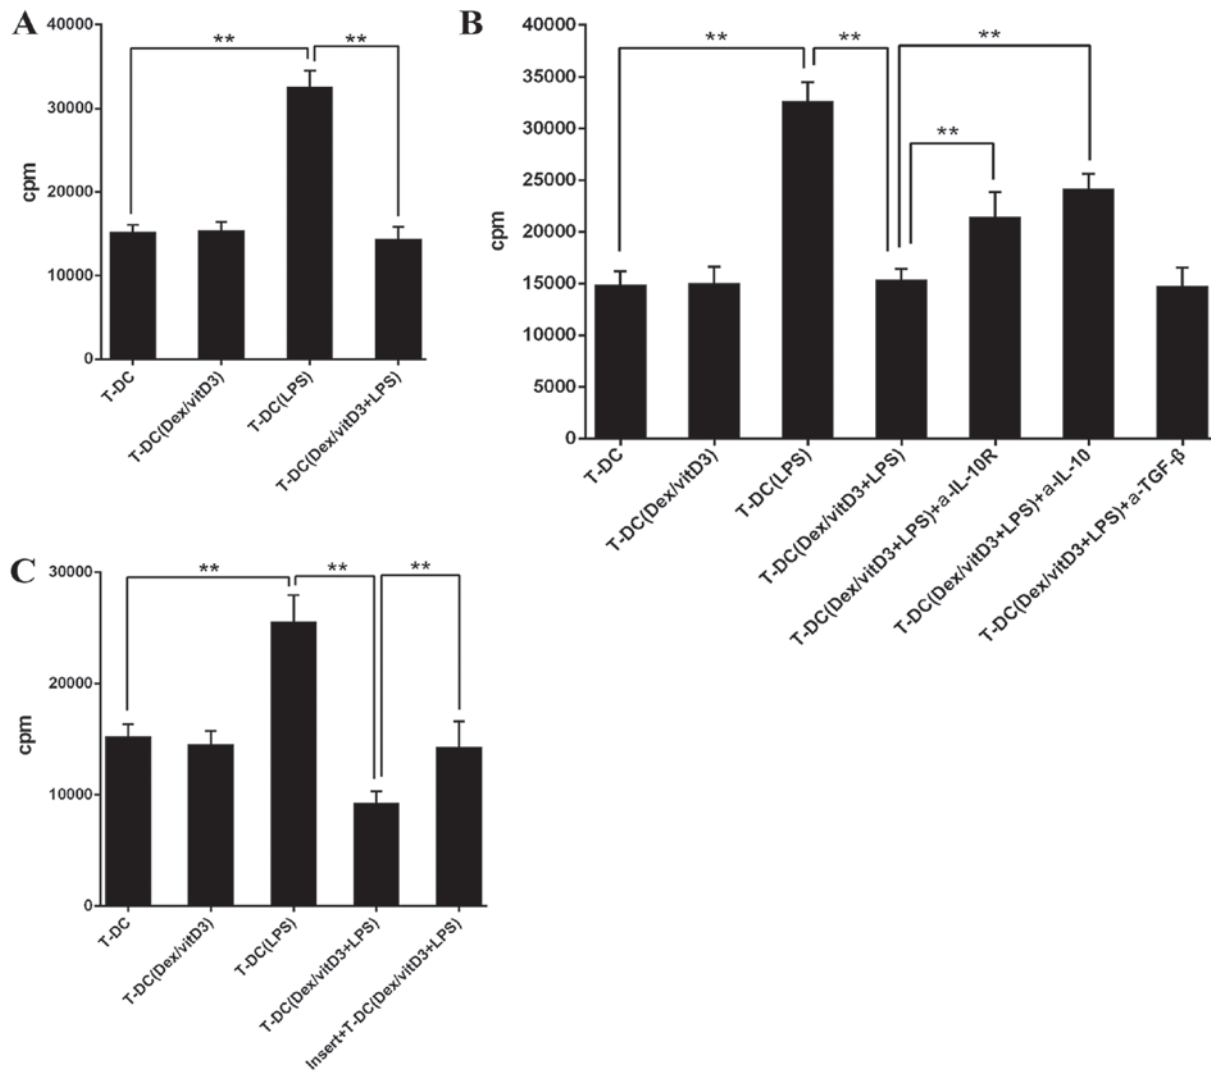 A
40000
30000
20000
10000
0
cpm
**
**
T-DC
T-DC(Dex/vitD3)
T-DC(LPS)
T-DC(Dex/vitD3+LPS)
B
40000
35000
30000
25000
20000
15000
10000
5000
0
cpm
**
**
**
**
T-DC
T-DC(Dex/vitD3)
T-DC(LPS)
T-DC(Dex/vitD3+LPS)
T-DC(Dex/vitD3+LPS)+a-IL-10R
T-DC(Dex/vitD3+LPS)+a-IL-10
T-DC(Dex/vitD3+LPS)+a-TGF-β
C
30000
20000
10000
0
cpm
**
**
**
T-DC
T-DC(Dex/vitD3)
T-DC(LPS)
T-DC(Dex/vitD3+LPS)
Insert+T-DC(Dex/vitD3+LPS)